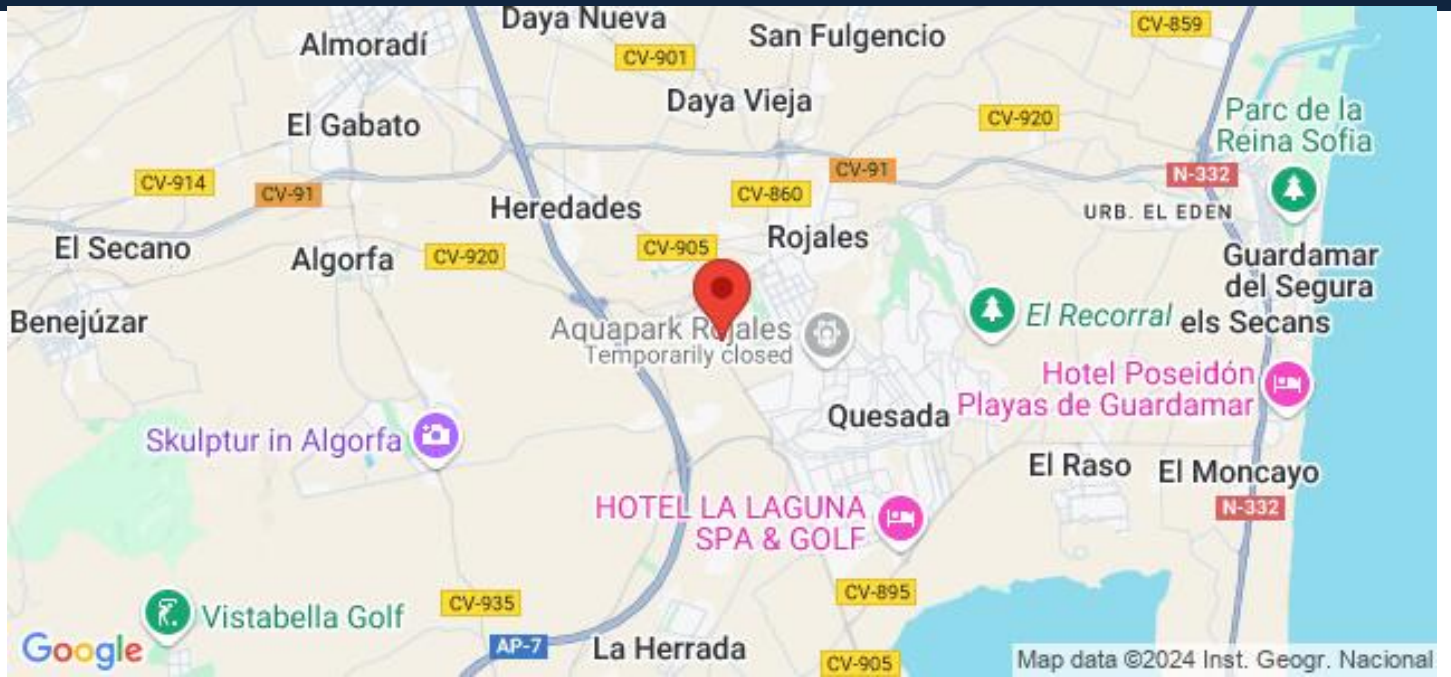 Daya Nueva
CV-859
Almoradí
San Fulgencio
CV-901
Daya Vieja
Parc de la
Reina Sofia
El Gabato
CV-920
CV-914
CV-91
CV-91
N-332
CV-860
Heredades
URB. EL EDEN
El Secano
CV-905
Rojales
Algorfa
CV-920
Guardamar
del Segura
Benejúzar
El Recorral
els Secans
Aquapark Rojales
Temporarily closed
Hotel Poseidón
Playas de Guardamar
Quesada
Skulptur in Algorfa
El Raso
El Moncayo
HOTEL LA LAGUNA
SPA & GOLF
N-332
CV-895
CV-935
Vistabella Golf
AP-7
La Herrada
Google
CV-905
Map data ©2024 Inst. Geogr. Nacional